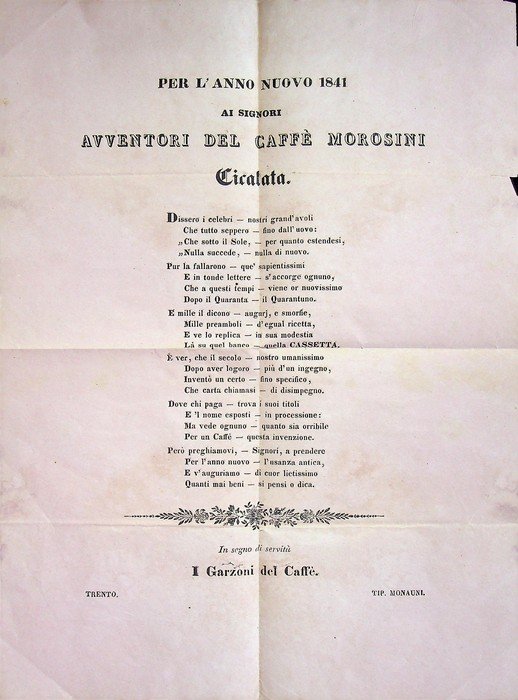 PER L'ANNO NUOVO 1841
AI SIGNORI
AVVENTORI DEL CAFFÈ MOROSINI
Cicalata.
Dissero i celebri — nostri grand'avoli
Che tutto seppero — fino dall'uovo:
„Che sotto il Sole, — per quanto estendesi,
„Nulla succede, — nulla di nuovo.
Pur la fallarono — que' sapientissimi
E in tonde lettere — s'accorge ognuno,
Che a questi tempi — viene or nuovissimo
Dopo il Quaranta — il Quarantuno.
E mille il dicono — augurj, e smorfie,
Mille preamboli — d'egual ricetta,
E ve lo replica — in sua modestia
Lá su quel banco — quella CASSETTA.
È ver, che il secolo — nostro umanissimo
Dopo aver logoro — più d'un ingegno,
Inventò un certo — fino specifico,
Che carta chiamasi — di disimpegno.
Dove chi paga — trova i suoi titoli
E 'l nome esposti — in processione:
Ma vede ognuno — quanto sia orribile
Per un Caffé — questa invenzione.
Però preghiamovi, — Signori, a prendere
Per l'anno nuovo — l'usanza antica,
E v'auguriamo — di cuor lietissimo
Quanti mai beni — si pensi o dica.
In segno di servitù
I Garzoni del Caffè.
TRENTO. TIP. MONAUNI.